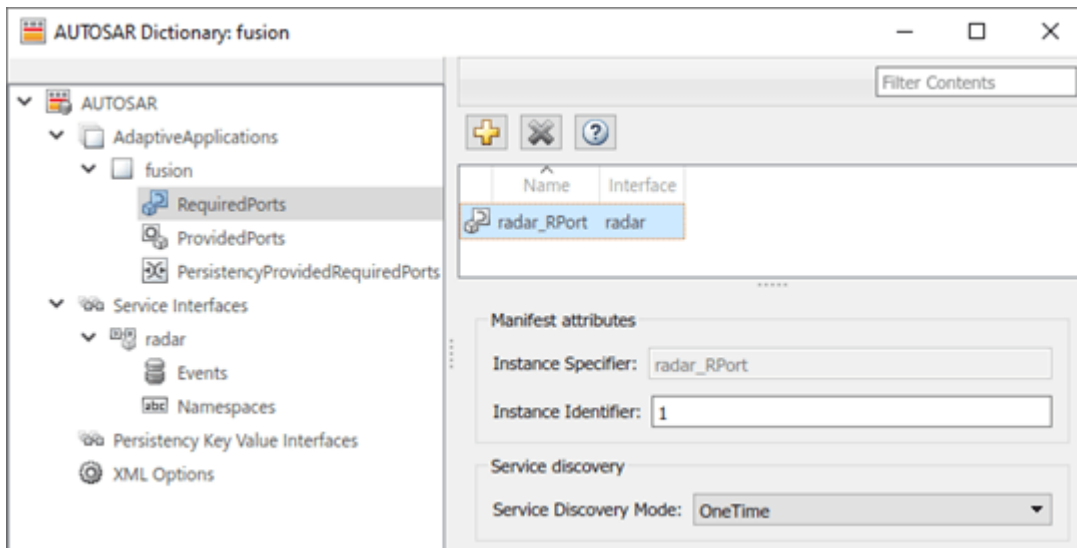 AUTOSAR Dictionary: fusion
Filter Contents
AUTOSAR
AdaptiveApplications
fusion
RequiredPorts
ProvidedPorts
PersistencyProvidedRequiredPorts
Service Interfaces
radar
Events
abc Namespaces
Persistency Key Value Interfaces
XML Options
Name Interface
radar_RPort radar
Manifest attributes
Instance Specifier: radar_RPort
Instance Identifier: 1
Service discovery
Service Discovery Mode: OneTime